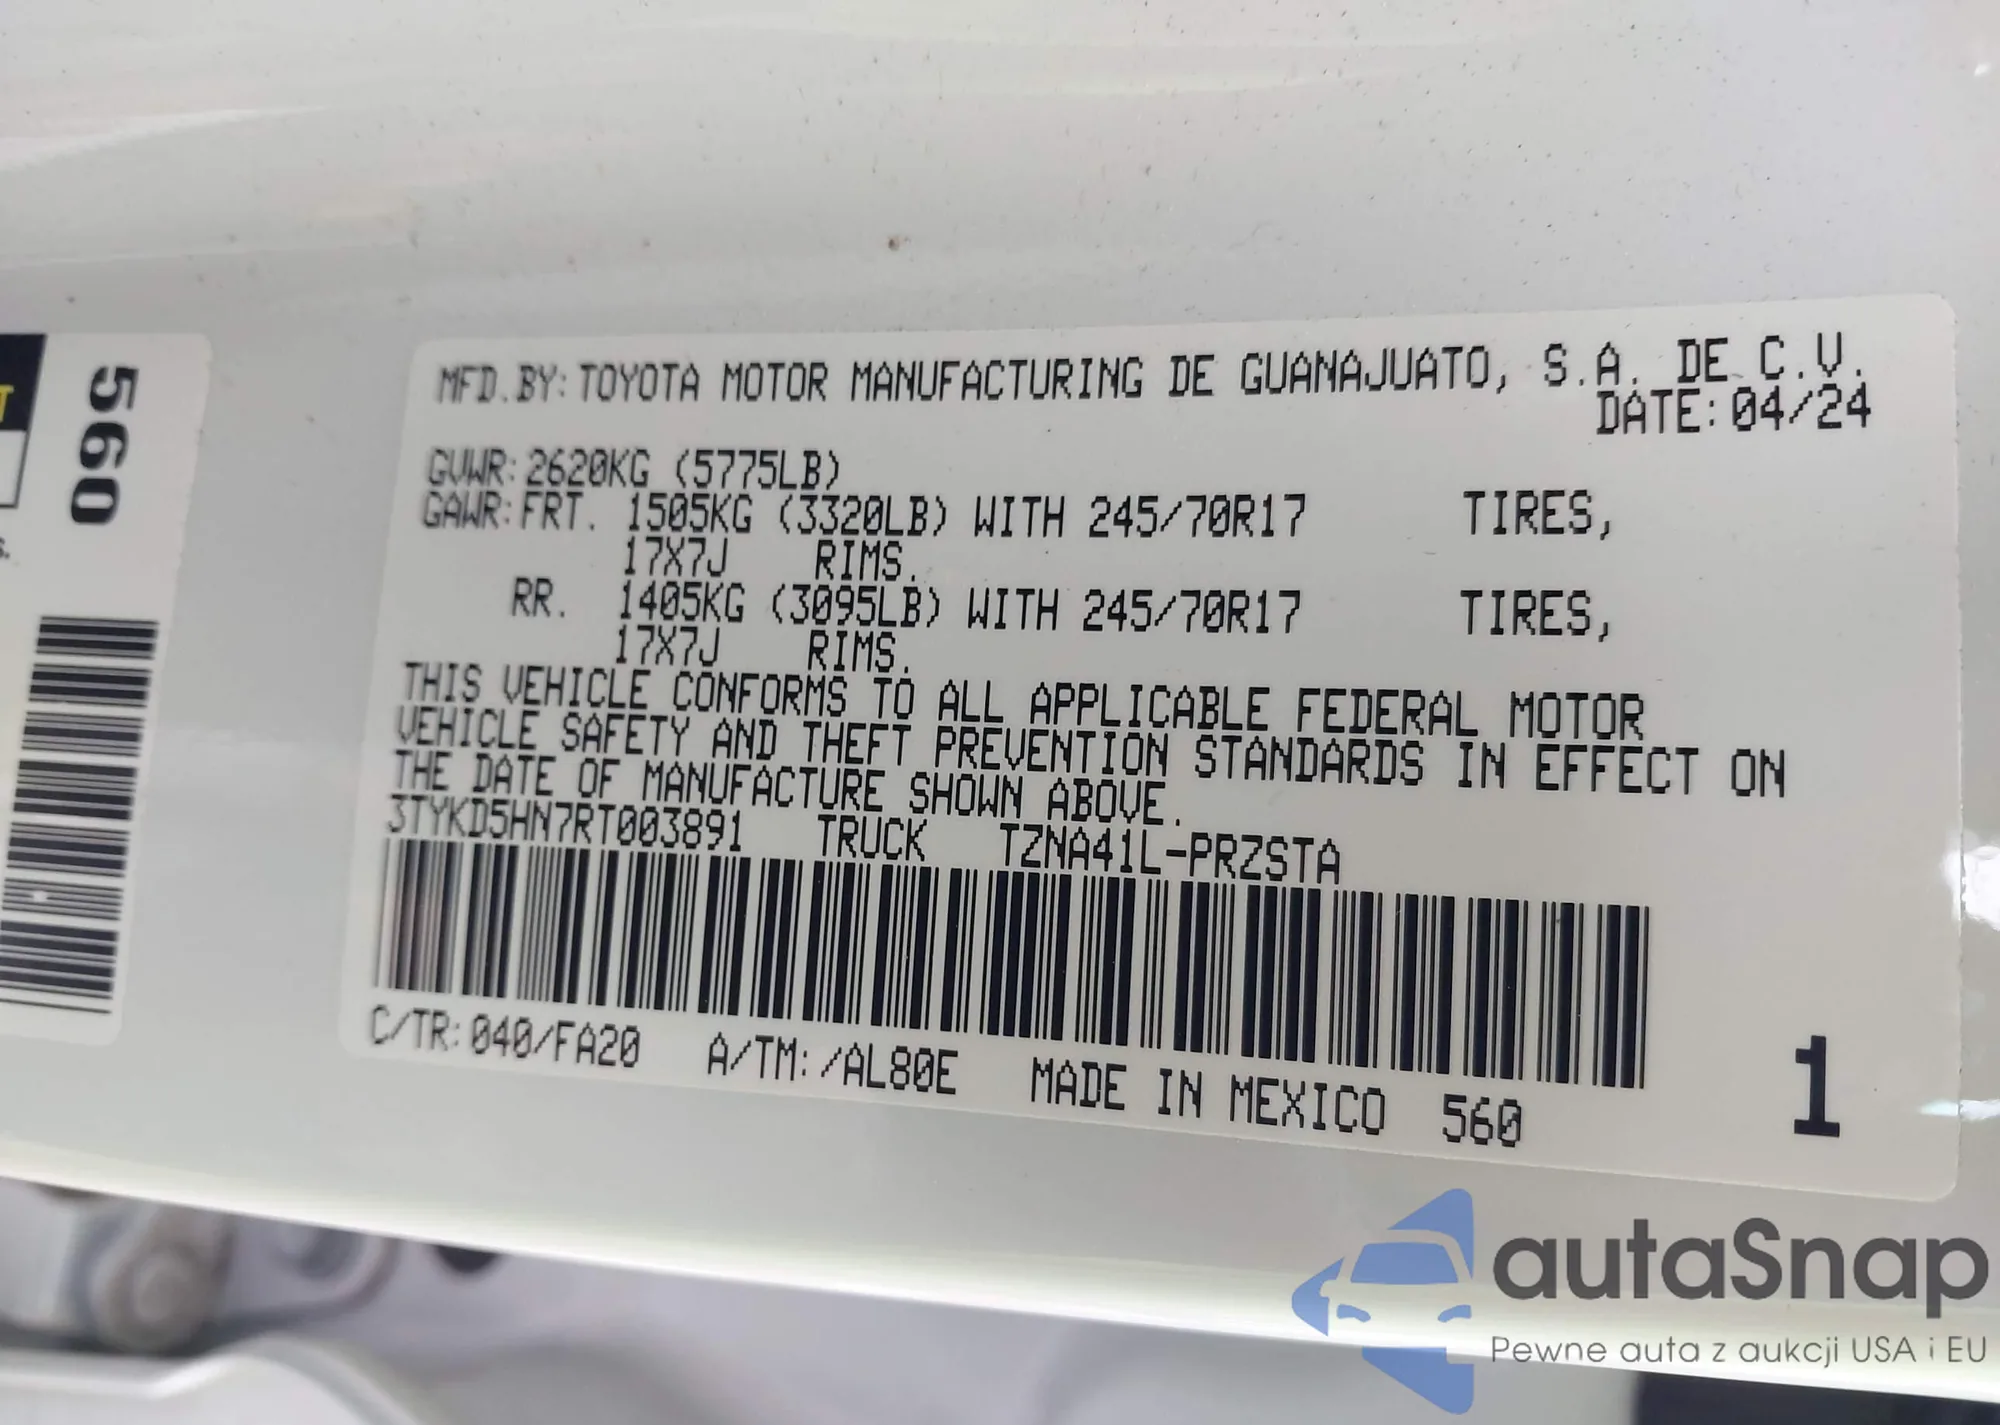 T
S.
560
MFD.BY: TOYOTA MOTOR MANUFACTURING DE GUANAJUATO, S.A. DE C.V.
DATE: 04/24
GVWR: 2620KG (5775LB)
GAWR: FRT. 1505KG (3320LB) WITH 245/70R17 TIRES,
17X7J RIMS.
RR. 1405KG (3095LB) WITH 245/70R17 TIRES,
17X7J RIMS.
THIS VEHICLE CONFORMS TO ALL APPLICABLE FEDERAL MOTOR
VEHICLE SAFETY AND THEFT PREVENTION STANDARDS IN EFFECT ON
THE DATE OF MANUFACTURE SHOWN ABOVE.
3TYKD5HN7RT003891 TRUCK TZNA41L-PRZSTA
C/TR: 040/FA20 A/TM: /AL80E MADE IN MEXICO 560
1
autaSnap
Pewne auta z aukcji USA i EU